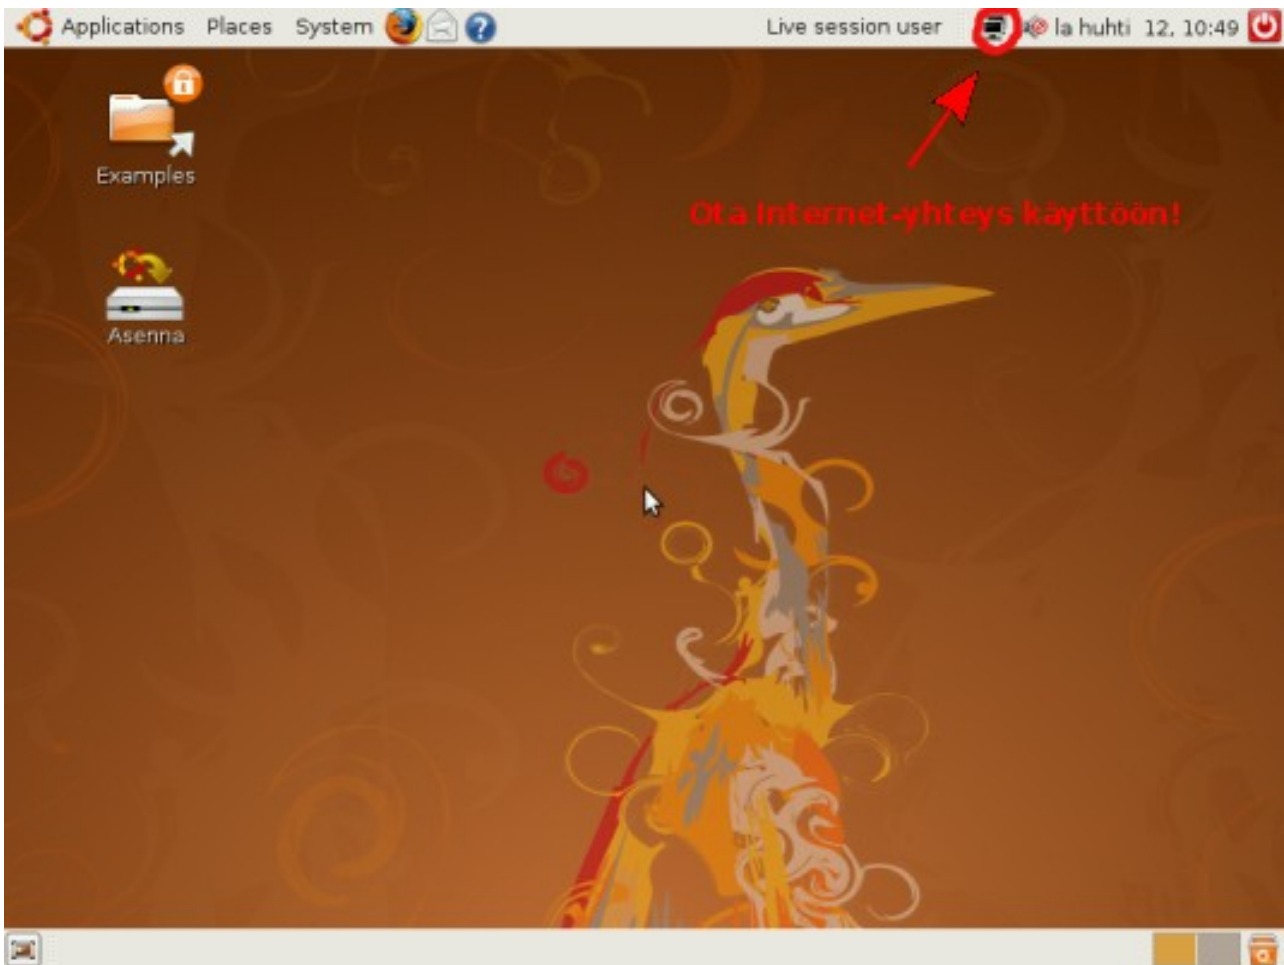 Applications Places System Live session user la huhti 12, 10:49
Examples
Ota Internet-yhteys käyttöön!
Asenna